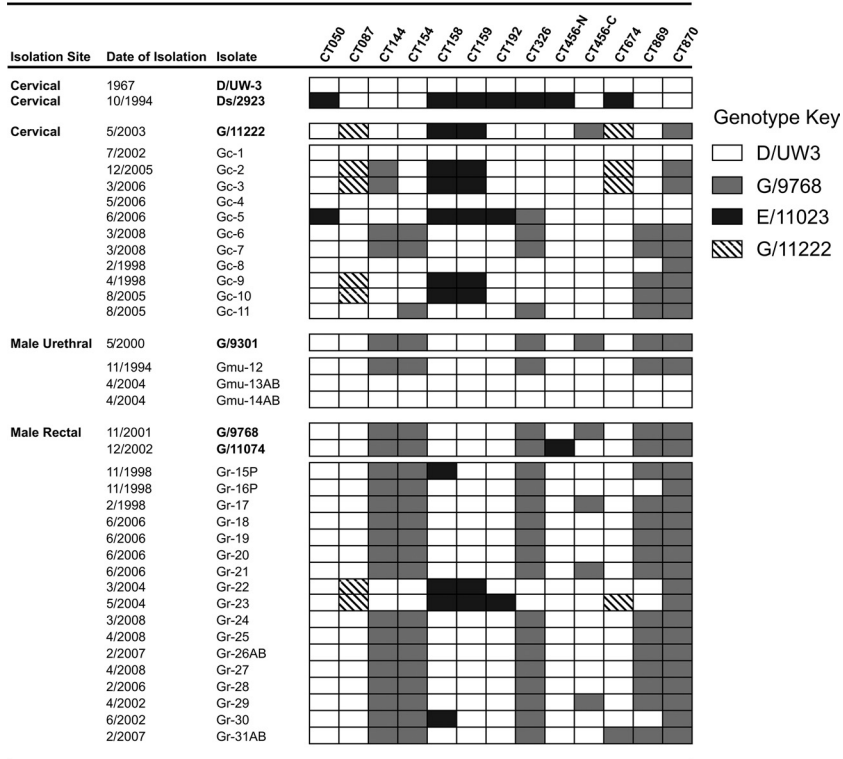 CT050 CT087 CT144 CT154 CT158 CT159 CT192 CT326 CT456-N CT456-C CT674 CT869 CT870
Isolation Site Date of Isolation Isolate
Cervical 1967 D/UW-3
Cervical 10/1994 Ds/2923
Cervical 5/2003 G/11222
7/2002 Gc-1
12/2005 Gc-2
3/2006 Gc-3
5/2006 Gc-4
6/2006 Gc-5
3/2008 Gc-6
3/2008 Gc-7
2/1998 Gc-8
4/1998 Gc-9
8/2005 Gc-10
8/2005 Gc-11
Male Urethral 5/2000 G/9301
11/1994 Gmu-12
4/2004 Gmu-13AB
4/2004 Gmu-14AB
Male Rectal 11/2001 G/9768
12/2002 G/11074
11/1998 Gr-15P
11/1998 Gr-16P
2/1998 Gr-17
6/2006 Gr-18
6/2006 Gr-19
6/2006 Gr-20
6/2006 Gr-21
3/2004 Gr-22
5/2004 Gr-23
3/2008 Gr-24
4/2008 Gr-25
2/2007 Gr-26AB
4/2008 Gr-27
2/2006 Gr-28
4/2002 Gr-29
6/2002 Gr-30
2/2007 Gr-31AB
Genotype Key
D/UW3
G/9768
E/11023
G/11222